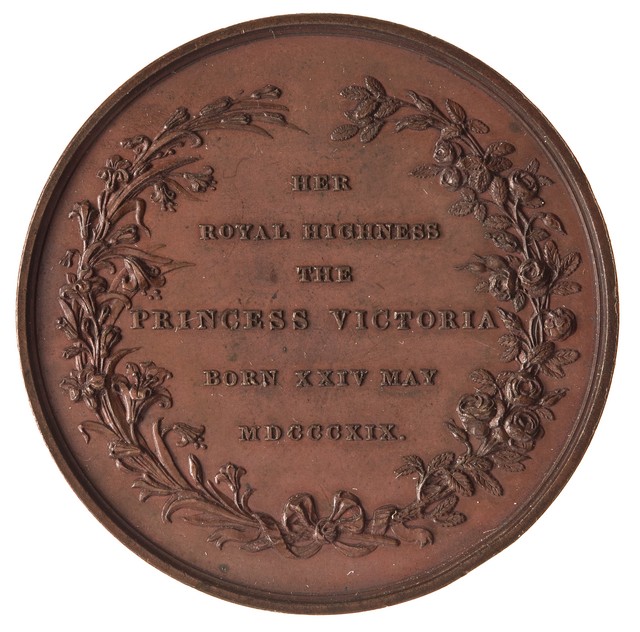 HER
ROYAL HIGHNESS
THE
PRINCESS VICTORIA
BORN XXIV MAY
MDCCCXIX.